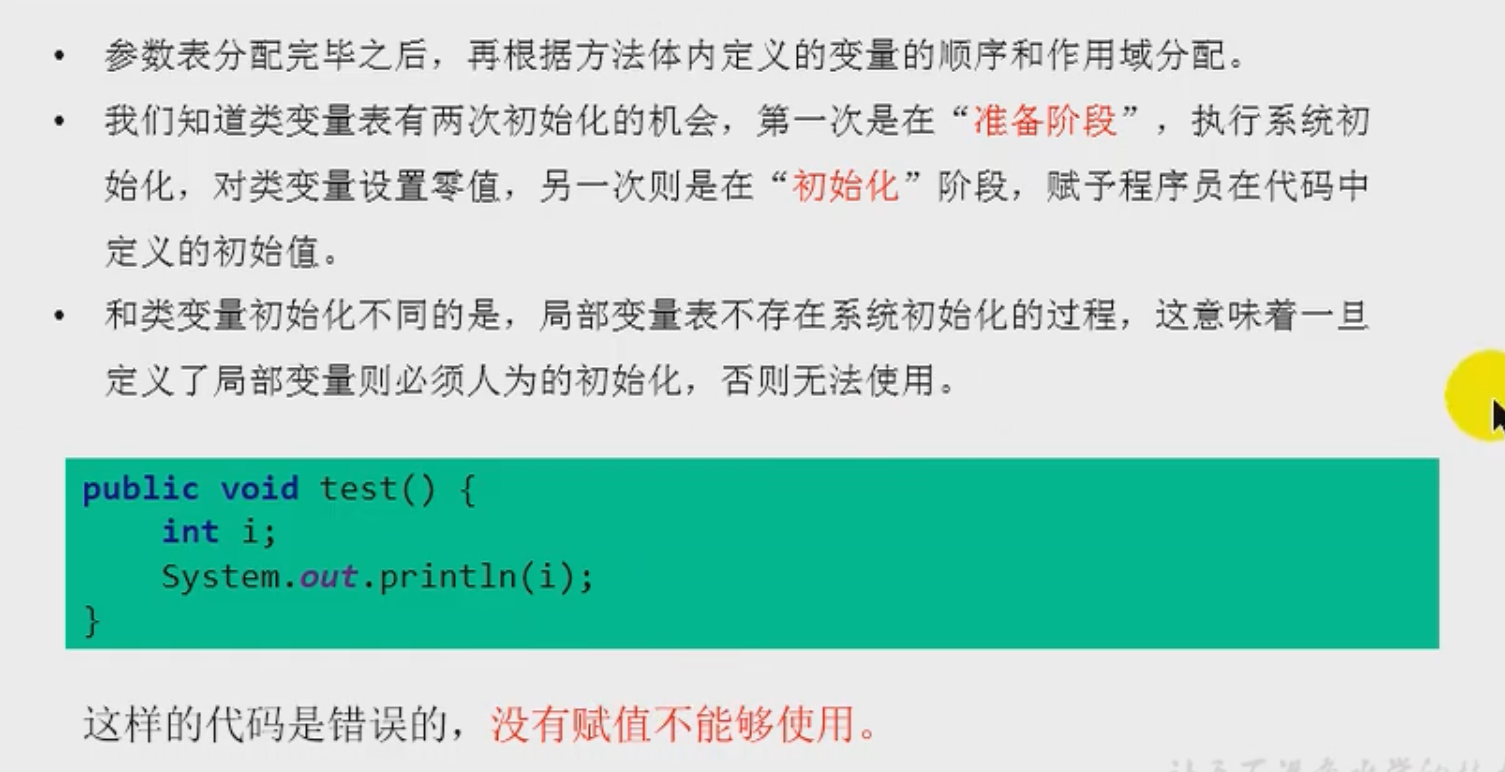 • 参数表分配完毕之后，再根据方法体内定义的变量的顺序和作用域分配。
• 我们知道类变量表有两次初始化的机会，第一次是在“准备阶段”，执行系统初
始化，对类变量设置零值，另一次则是在“初始化”阶段，赋予程序员在代码中
定义的初始值。
• 和类变量初始化不同的是，局部变量表不存在系统初始化的过程，这意味着一旦
定义了局部变量则必须人为的初始化，否则无法使用。
public void test() {
    int i;
    System.out.println(i);
}
这样的代码是错误的，没有赋值不能够使用。